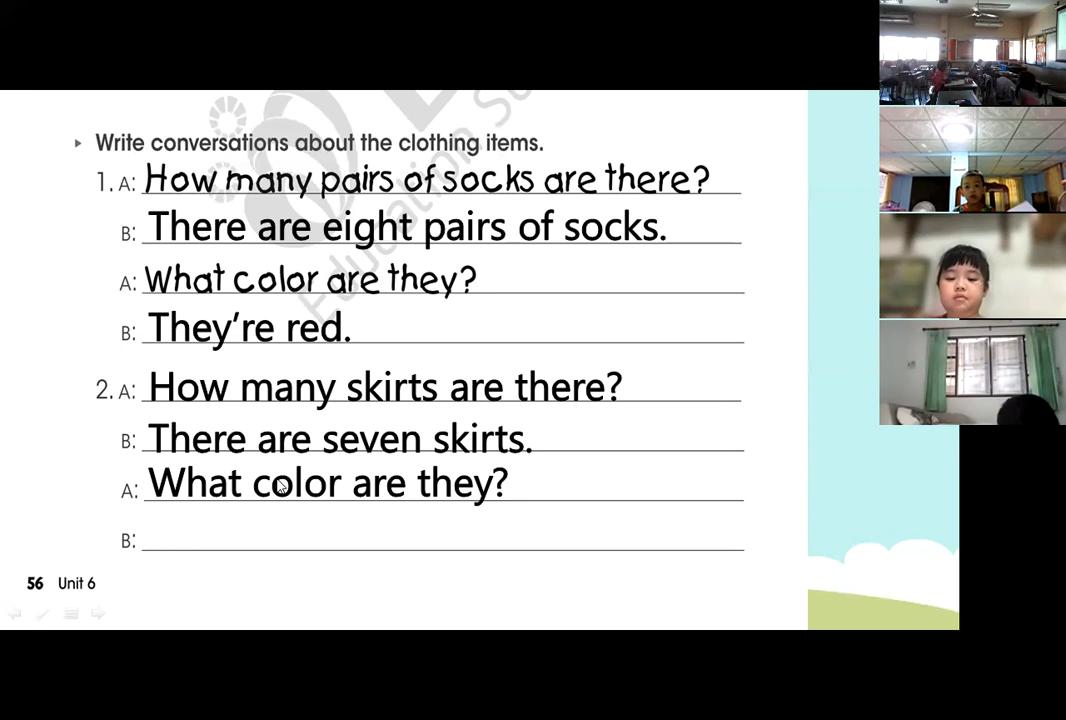 Write conversations about the clothing items.
1. A: How many pairs of socks are there?
B: There are eight pairs of socks.
A: What color are they?
B: They're red.
2. A: How many skirts are there?
B: There are seven skirts.
A: What color are they?
B:
56 Unit 6
Education